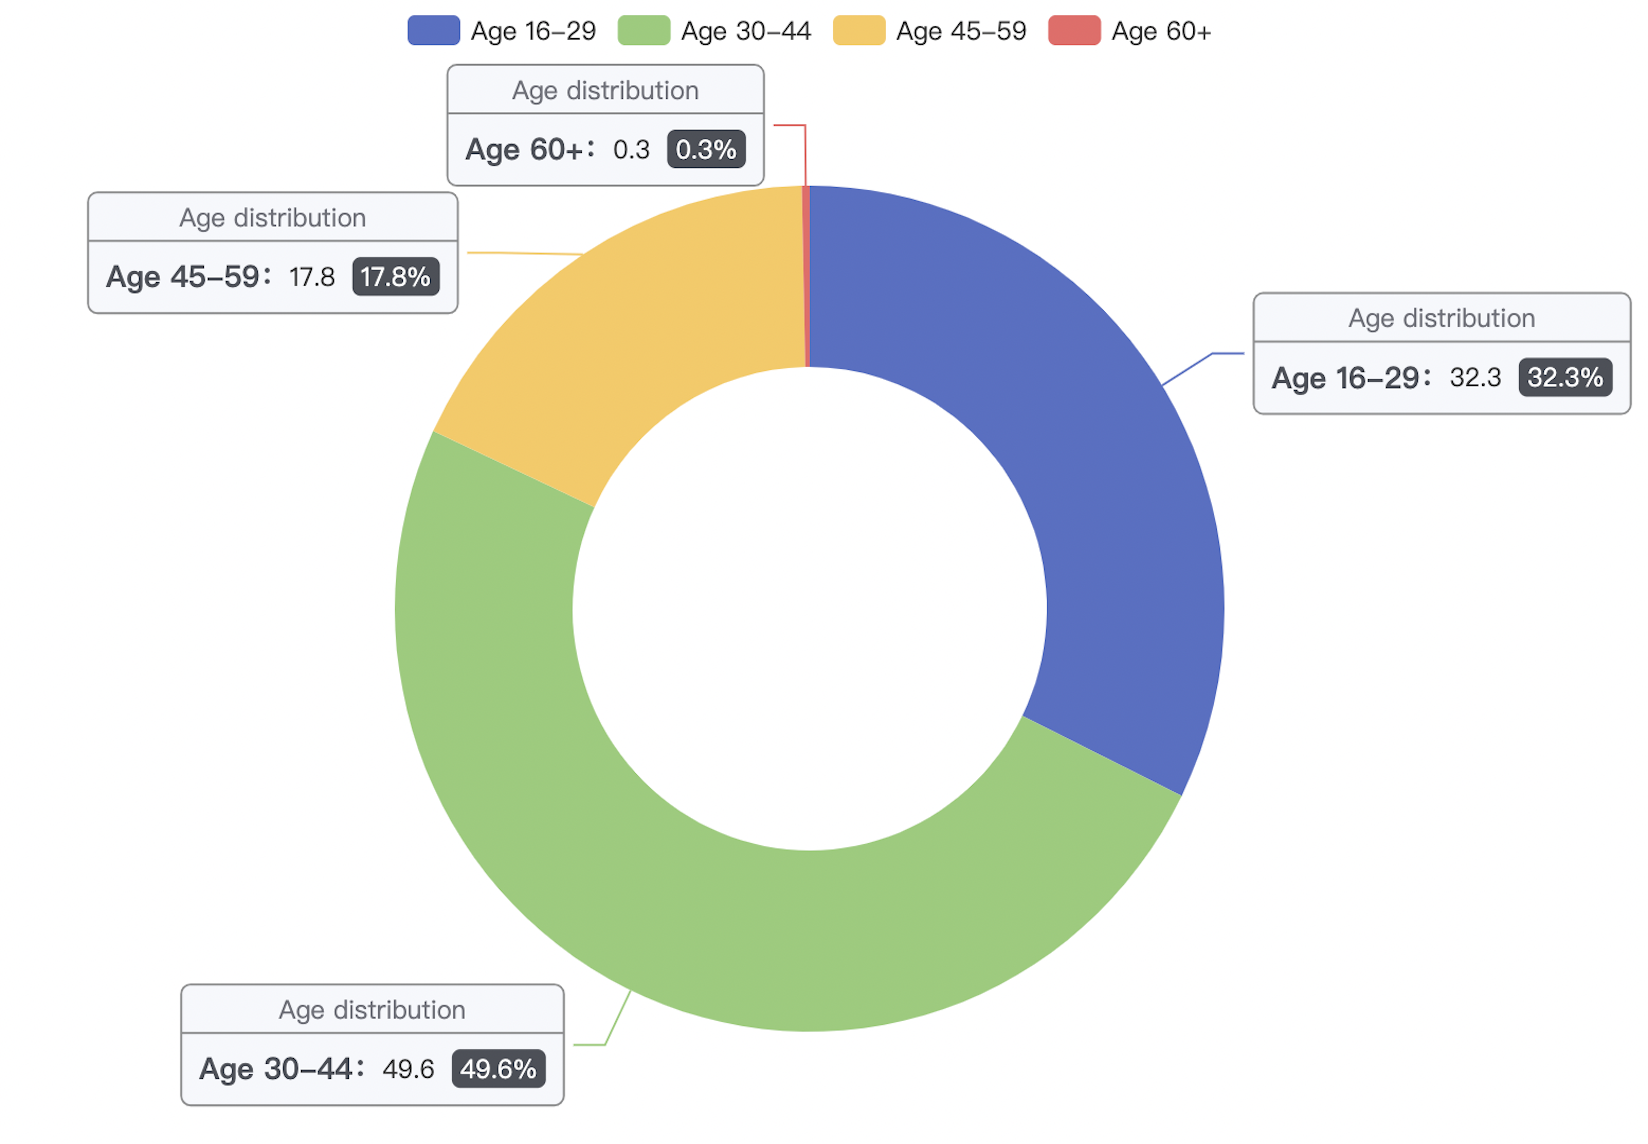 Age 16–29 Age 30–44 Age 45–59 Age 60+
Age distribution
Age 60+: 0.3 0.3%
Age distribution
Age 45–59: 17.8 17.8%
Age distribution
Age 16–29: 32.3 32.3%
Age distribution
Age 30–44: 49.6 49.6%